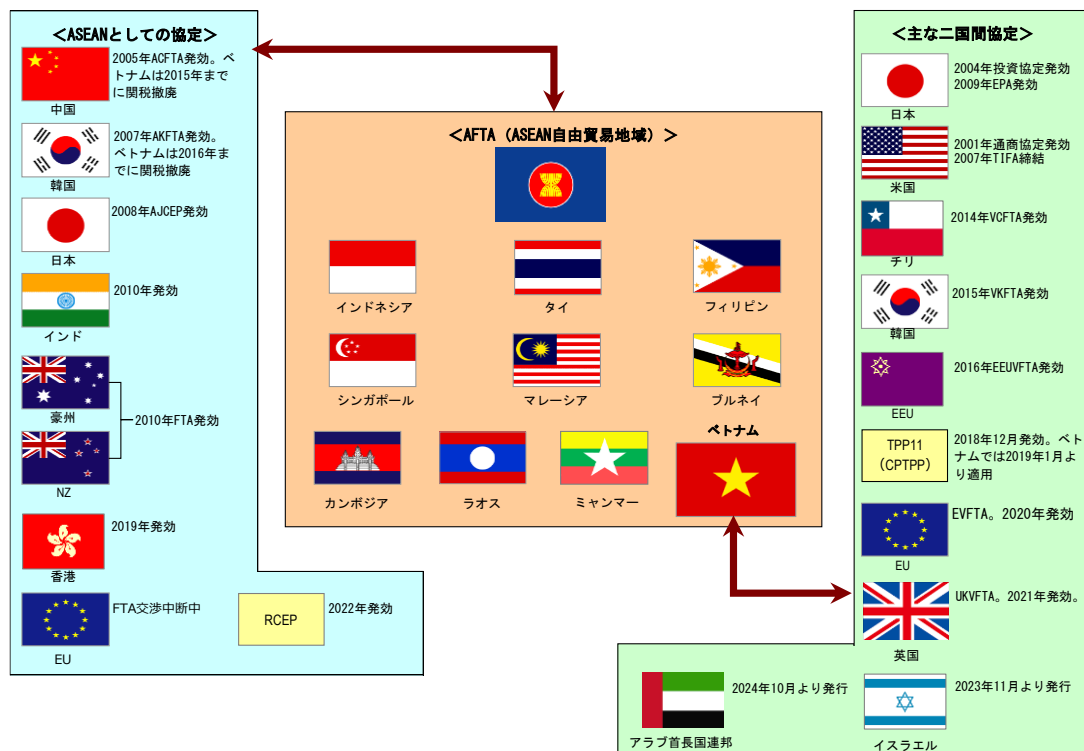 <ASEANとしての協定>
2005年ACFTA発効。ベ
トナムは2015年まで
に関税撤廃
中国
2007年AKFTA発効。
ベトナムは2016年ま
でに関税撤廃
韓国
2008年AJCEP発効
日本
2010年発効
インド
豪州
2010年FTA発効
NZ
2019年発効
香港
FTA交渉中断中
EU
RCEP
2022年発効
<AFTA（ASEAN自由貿易地域）>
インドネシア
タイ
フィリピン
シンガポール
マレーシア
ブルネイ
ベトナム
カンボジア
ラオス
ミャンマー
<主な二国間協定>
2004年投資協定発効
2009年EPA発効
日本
2001年通商協定発効
2007年TIFA締結
米国
2014年VCFTA発効
チリ
2015年VKFTA発効
韓国
2016年EEUVFTA発効
EEU
TPP11
（CPTPP）
2018年12月発効。ベト
ナムでは2019年1月よ
り適用
EVFTA。2020年発効
EU
UKVFTA。2021年発効。
英国
2024年10月より発行
アラブ首長国連邦
2023年11月より発行
イスラエル